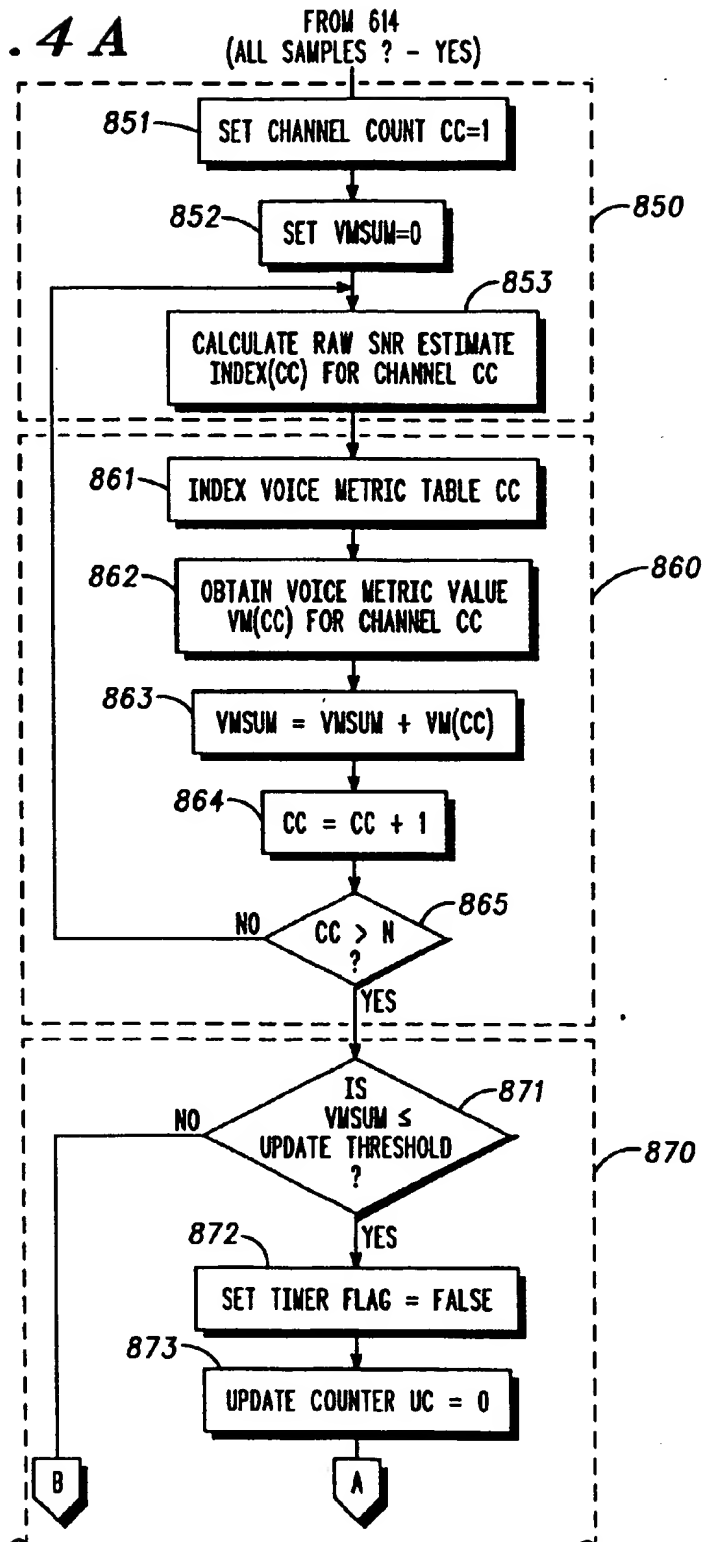 . 4 A
FROM 614
(ALL SAMPLES ? - YES)
851
SET CHANNEL COUNT CC=1
850
852
SET VMSUM=0
853
CALCULATE RAW SNR ESTIMATE
INDEX(CC) FOR CHANNEL CC
861
INDEX VOICE METRIC TABLE CC
862
OBTAIN VOICE METRIC VALUE
VM(CC) FOR CHANNEL CC
860
863
VMSUM = VMSUM + VM(CC)
864
CC = CC + 1
865
NO
CC > N
?
YES
871
NO
IS
VMSUM ≤
UPDATE THRESHOLD
?
870
YES
872
SET TIMER FLAG = FALSE
873
UPDATE COUNTER UC = 0
B
A